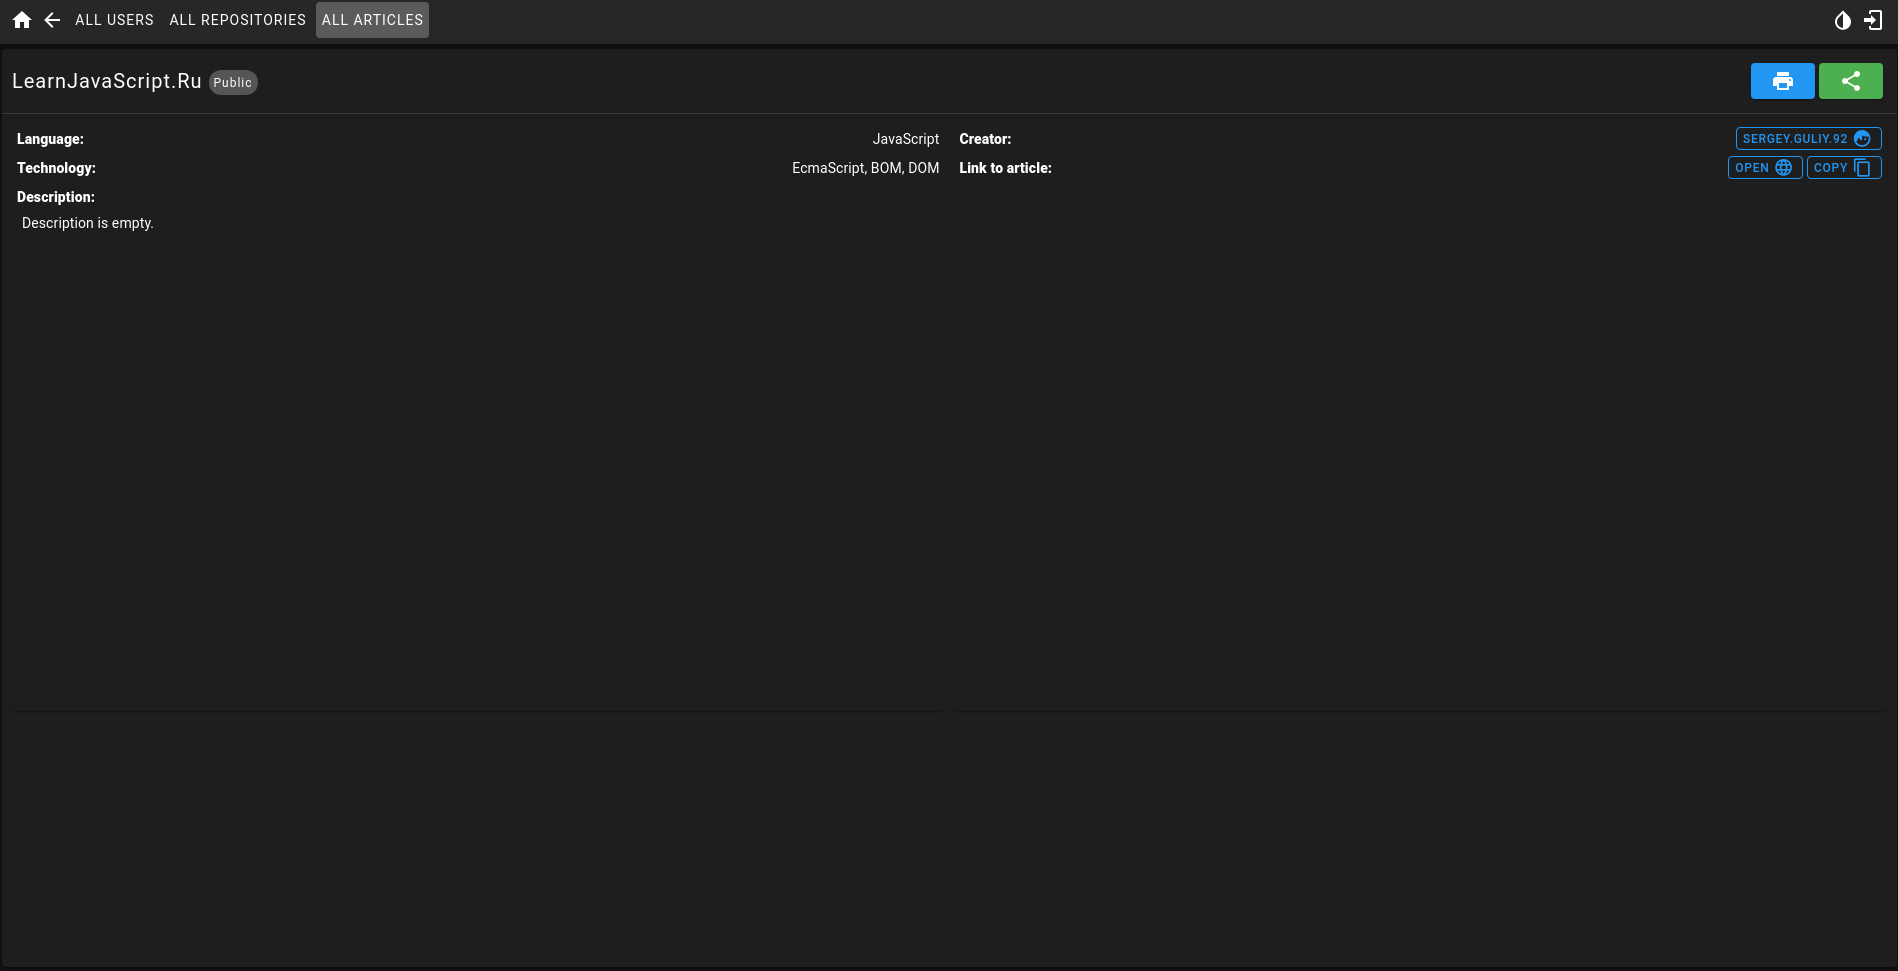 ALL USERS ALL REPOSITORIES ALL ARTICLES
LearnJavaScript.Ru Public
Language: JavaScript
Technology: EcmaScript, BOM, DOM
Description:
Description is empty.
Creator: SERGEY.GULIY.92
Link to article: OPEN COPY